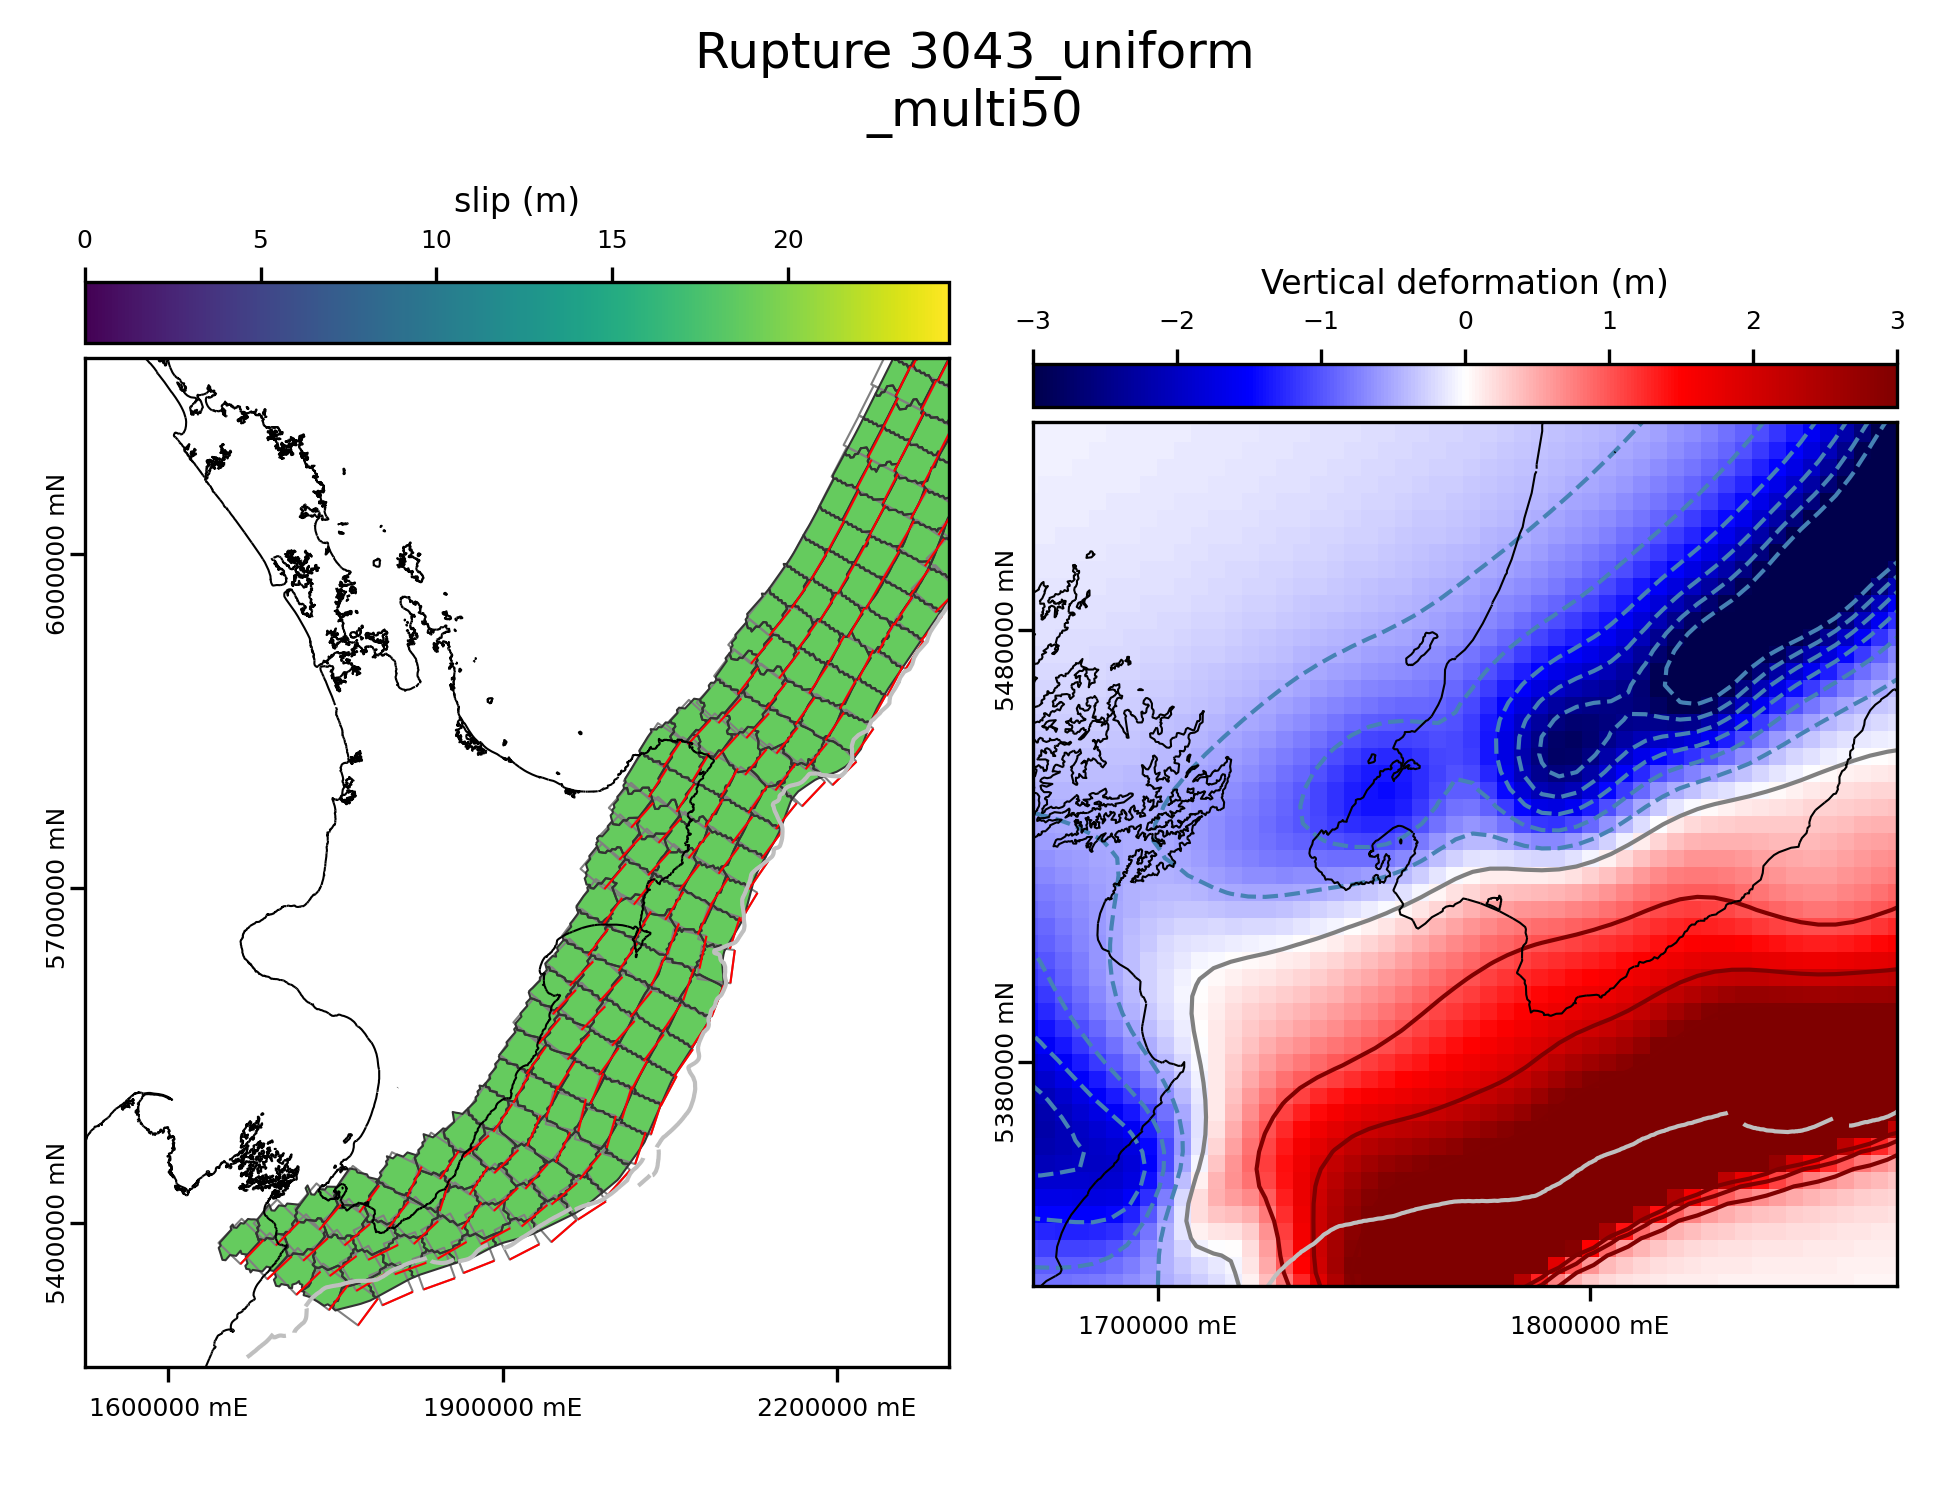 Rupture 3043_uniform
_multi50
slip (m)
0 5 10 15 20
Vertical deformation (m)
−3 −2 −1 0 1 2 3
6000000 mN
5700000 mN
5400000 mN
1600000 mE 1900000 mE 2200000 mE
5480000 mN
5380000 mN
1700000 mE 1800000 mE